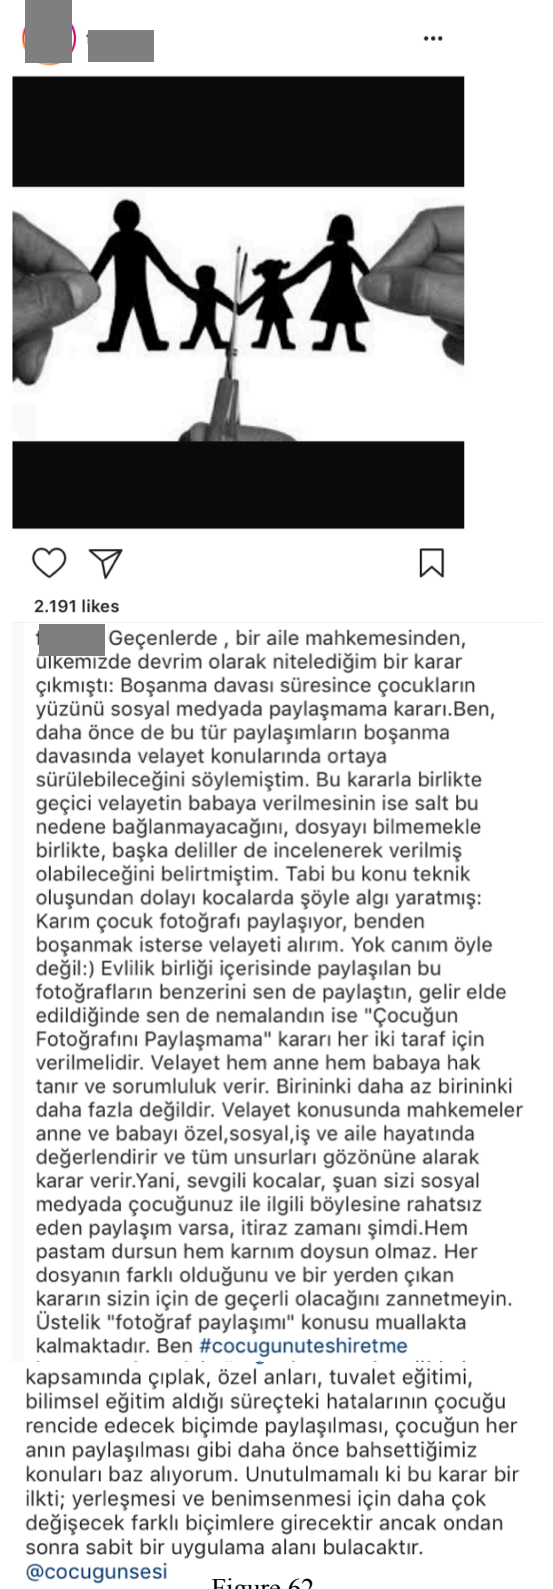 2.191 likes
Geçenlerde , bir aile mahkemesinden,
ülkemizde devrim olarak nitelediğim bir karar
çıkmıştı: Boşanma davası süresince çocukların
yüzünü sosyal medyada paylaşmama kararı.Ben,
daha önce de bu tür paylaşımların boşanma
davasında velayet konularında ortaya
sürülebileceğini söylemiştim. Bu kararla birlikte
geçici velayetin babaya verilmesinin ise salt bu
nedene bağlanmayacağını, dosyayı bilmemekle
birlikte, başka deliller de incelenerek verilmiş
olabileceğini belirtmiştim. Tabi bu konu teknik
oluşundan dolayı kocalarda şöyle algı yaratmış:
Karım çocuk fotoğrafı paylaşıyor, benden
boşanmak isterse velayeti alırım. Yok canım öyle
değil:) Evlilik birliği içerisinde paylaşılan bu
fotoğrafların benzerini sen de paylaştın, gelir elde
edildiğinde sen de nemalandın ise "Çocuğun
Fotoğrafını Paylaşmama" kararı her iki taraf için
verilmelidir. Velayet hem anne hem babaya hak
tanır ve sorumluluk verir. Birininki daha az birininki
daha fazla değildir. Velayet konusunda mahkemeler
anne ve babayı özel,sosyal,iş ve aile hayatında
değerlendirir ve tüm unsurları gözönüne alarak
karar verir.Yani, sevgili kocalar, şuan sizi sosyal
medyada çocuğunuz ile ilgili böylesine rahatsız
eden paylaşım varsa, itiraz zamanı şimdi.Hem
pastam dursun hem karnım doysun olmaz. Her
dosyanın farklı olduğunu ve bir yerden çıkan
kararın sizin için de geçerli olacağını zannetmeyin.
Üstelik "fotoğraf paylaşımı" konusu muallakta
kalmaktadır. Ben #cocugunuteshiretme
kapsamında çıplak, özel anları, tuvalet eğitimi,
bilimsel eğitim aldığı süreçteki hatalarının çocuğu
rencide edecek biçimde paylaşılması, çocuğun her
anın paylaşılması gibi daha önce bahsettiğimiz
konuları baz alıyorum. Unutulmamalı ki bu karar bir
ilkti; yerleşmesi ve benimsenmesi için daha çok
değişecek farklı biçimlere girecektir ancak ondan
sonra sabit bir uygulama alanı bulacaktır.
@cocugunsesi
Figure 62